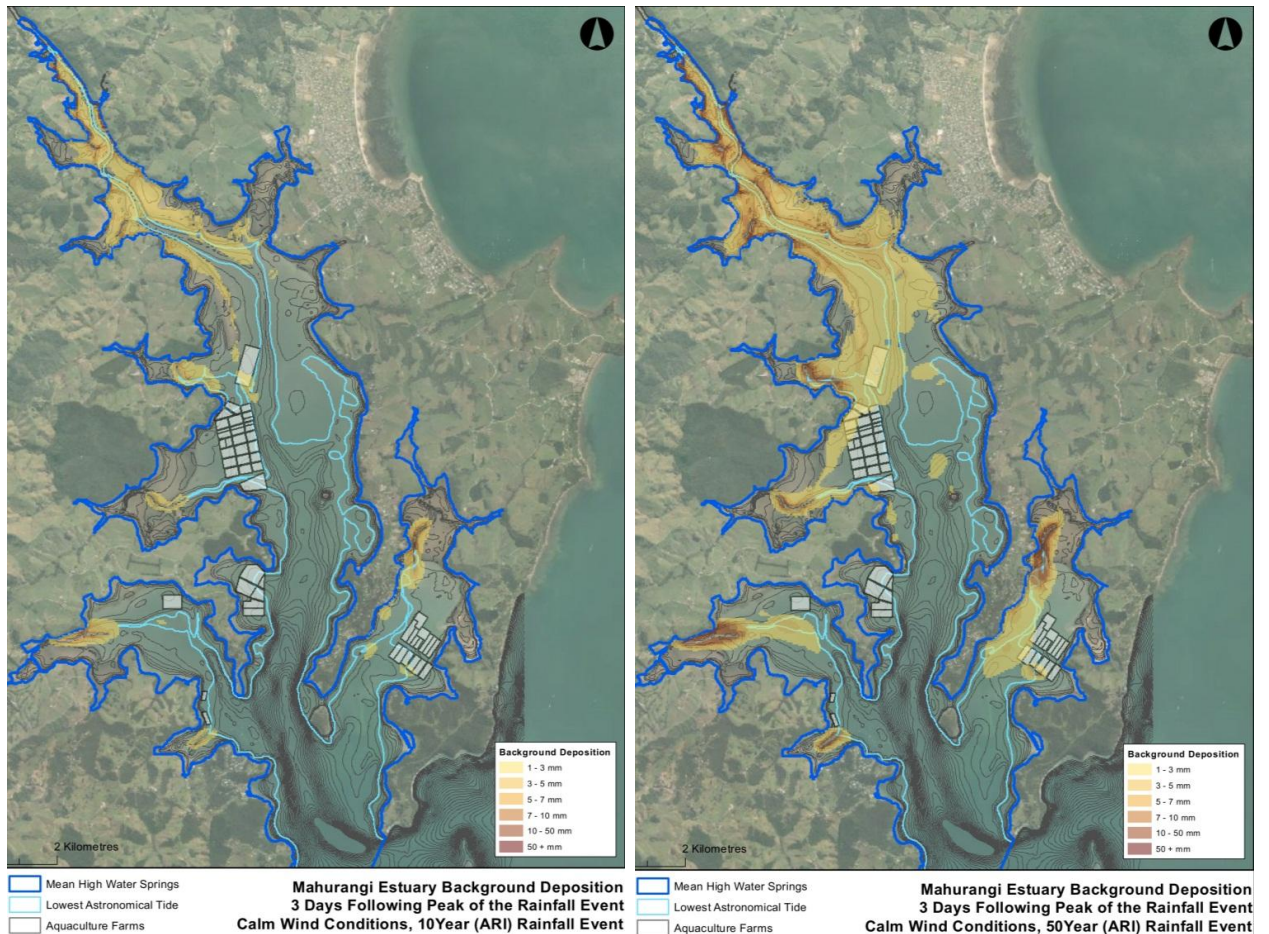 Background Deposition
1 - 3 mm
3 - 5 mm
5 - 7 mm
7 - 10 mm
10 - 50 mm
50 + mm
2 Kilometres
Mean High Water Springs
Lowest Astronomical Tide
Aquaculture Farms
Mahurangi Estuary Background Deposition
3 Days Following Peak of the Rainfall Event
Calm Wind Conditions, 10Year (ARI) Rainfall Event
Background Deposition
1 - 3 mm
3 - 5 mm
5 - 7 mm
7 - 10 mm
10 - 50 mm
50 + mm
2 Kilometres
Mean High Water Springs
Lowest Astronomical Tide
Aquaculture Farms
Mahurangi Estuary Background Deposition
3 Days Following Peak of the Rainfall Event
Calm Wind Conditions, 50Year (ARI) Rainfall Event